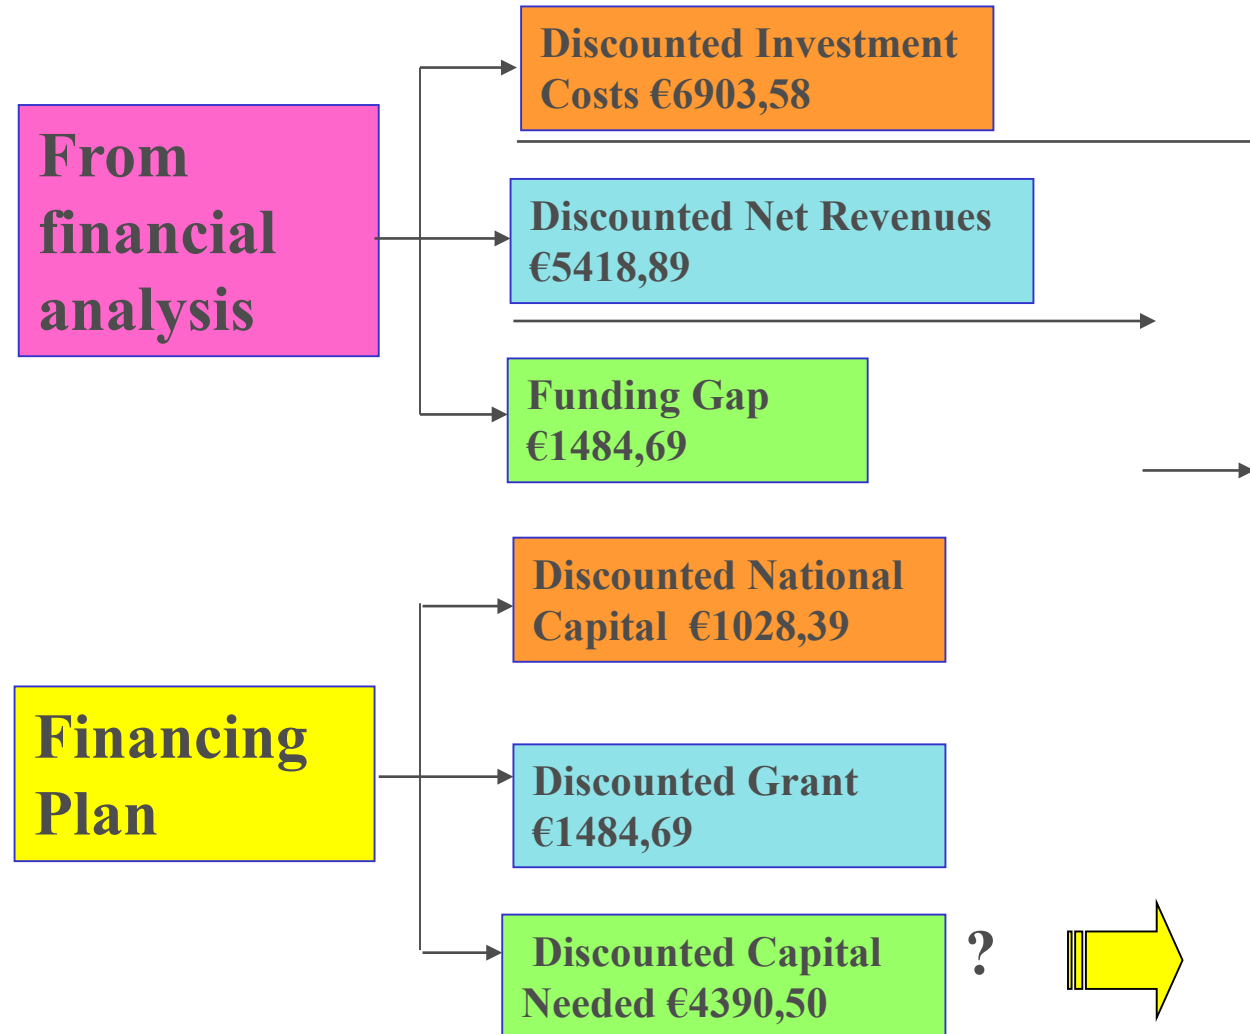 From
financial
analysis
Discounted Investment
Costs €6903,58
Discounted Net Revenues
€5418,89
Funding Gap
€1484,69
Financing
Plan
Discounted National
Capital €1028,39
Discounted Grant
€1484,69
Discounted Capital
Needed €4390,50
?